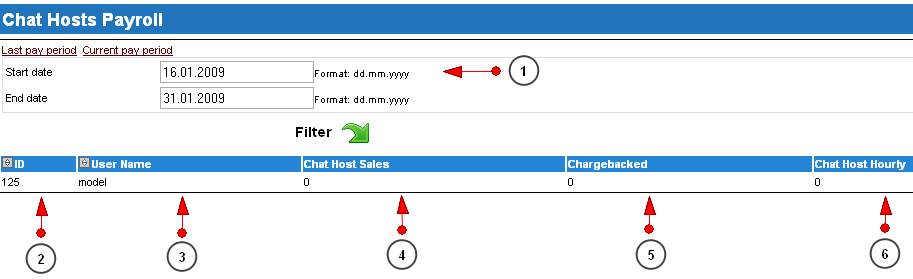 Chat Hosts Payroll
Last pay period Current pay period
Start date 16.01.2009 Format: dd.mm.yyyy 1
End date 31.01.2009 Format: dd.mm.yyyy
Filter
ID User Name Chat Host Sales Chargebacked Chat Host Hourly
125 model 0 0 0
2 3 4 5 6